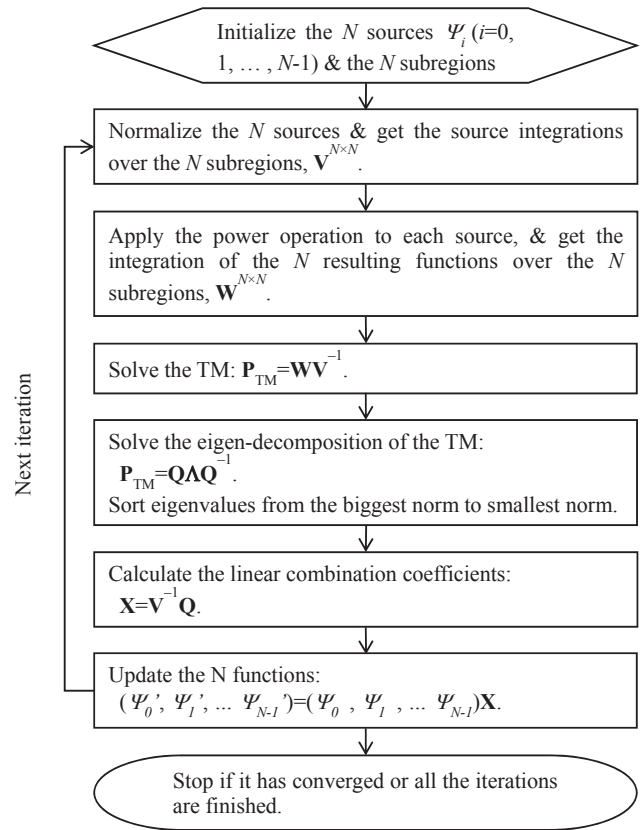 Initialize the N sources Ψi (i=0,
1, … , N-1) & the N subregions
Normalize the N sources & get the source integrations
over the N subregions, V^N×N.
Apply the power operation to each source, & get the
integration of the N resulting functions over the N
subregions, W^N×N.
Solve the TM: P_TM=WV^−1.
Solve the eigen-decomposition of the TM:
P_TM=QΛQ^−1.
Sort eigenvalues from the biggest norm to smallest norm.
Calculate the linear combination coefficients:
X=V^−1Q.
Update the N functions:
(Ψ0’, Ψ1’, ... ΨN-1’)=(Ψ0 , Ψ1 , ... ΨN-1)X.
Stop if it has converged or all the iterations
are finished.
Next iteration